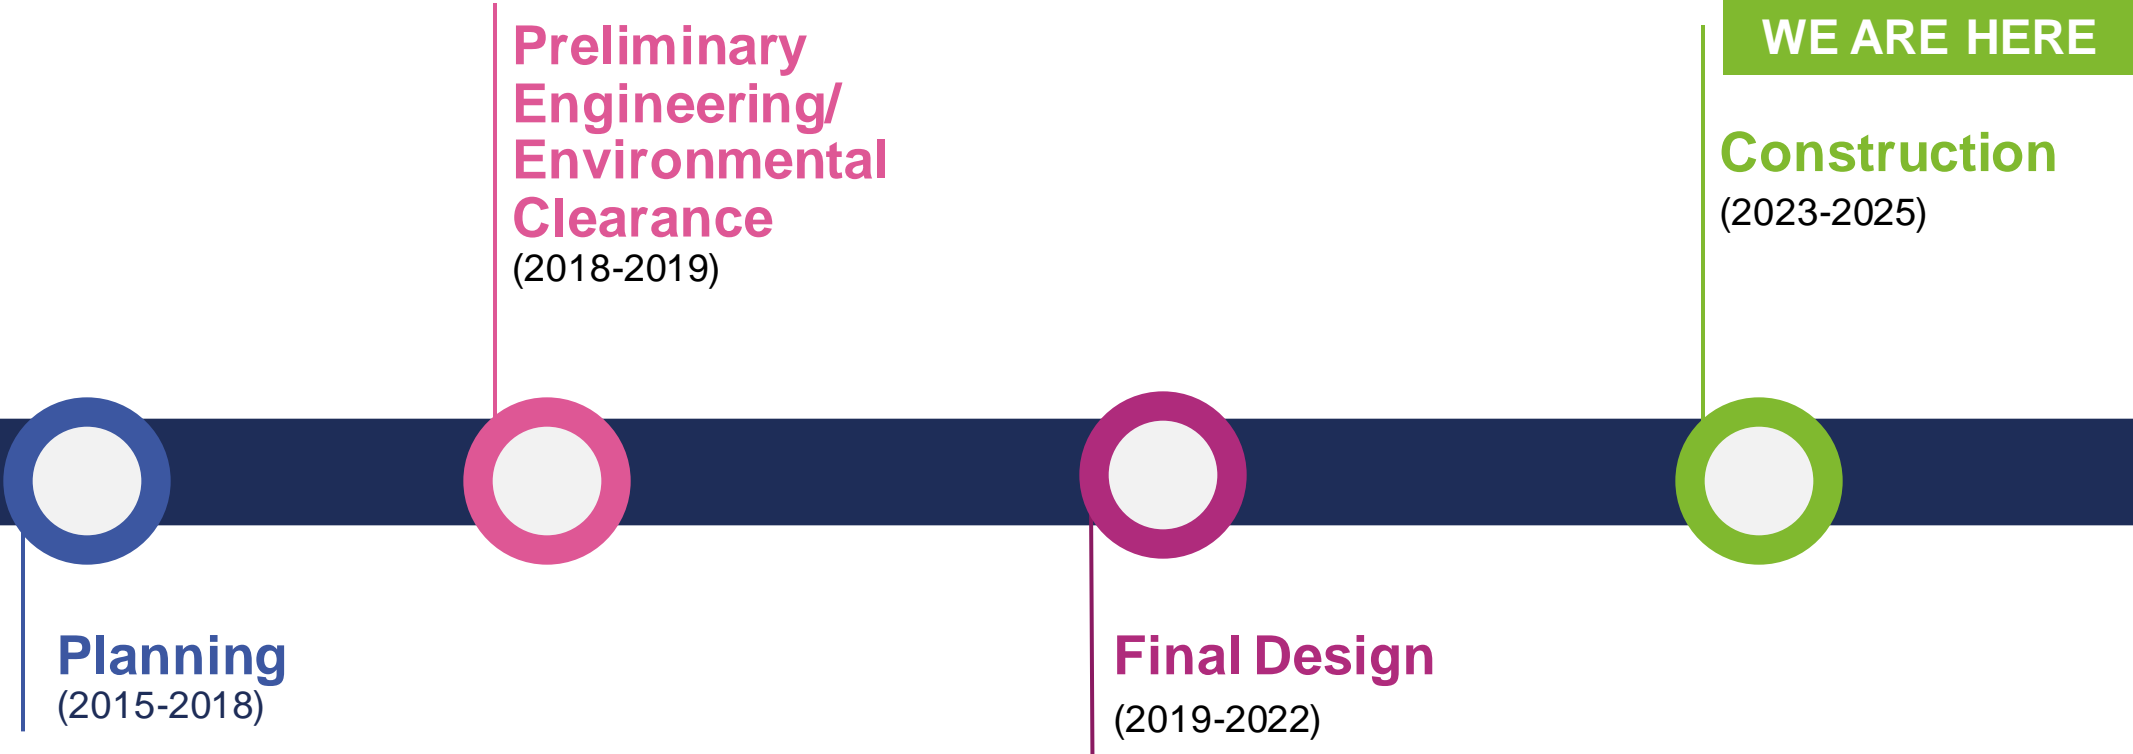 Planning
(2015-2018)
Preliminary
Engineering/
Environmental
Clearance
(2018-2019)
Final Design
(2019-2022)
WE ARE HERE
Construction
(2023-2025)